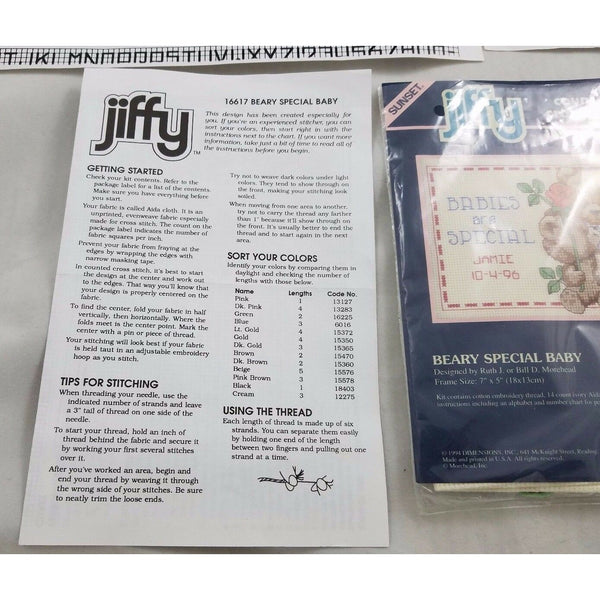 jiffy
TM
16617 BEARY SPECIAL BABY
This design has been created especially for
you. If you're an experienced stitcher, you can
sort your colors, then start right in with the
instructions next to the chart. If you want more
information, take just a bit of time to read all of
the instructions before you begin.
GETTING STARTED
Check your kit contents. Refer to the
package label for a list of the contents.
Make sure you have everything before
you start.
Your fabric is called Aida cloth. It is an
unprinted, evenweave fabric especially
made for cross stitch. The count on the
package label indicates the number of
fabric squares per inch.
Prevent your fabric from fraying at the
edges by wrapping the edges with
narrow masking tape.
In counted cross stitch, it's best to start
the design at the center and work out
to the edges. That way you'll know that
your design is properly centered on the
fabric.
To find the center, fold your fabric in half
vertically, then horizontally. Where the
folds meet is the center point. Mark the
center with a pin or piece of thread.
Your stitching will look best if your fabric
is held taut in an adjustable embroidery
hoop as you stitch.
TIPS FOR STITCHING
When threading your needle, use the
indicated number of strands and leave
a 3" tail of thread on one side of the
needle.
To start your thread, hold an inch of
thread behind the fabric and secure it
by working your first several stitches
over it.
After you've worked an area, begin and
end your thread by weaving it through
the wrong side of your stitches. Be sure
to neatly trim the loose ends.
Try not to weave dark colors under light
colors. They tend to show through on
the front, making your stitching look
soiled.
When moving from one area to another,
try not to carry the thread any farther
than 1" because it'll show through on
the front. It's usually better to end the
thread and to start again in the next
area.
SORT YOUR COLORS
Identify your colors by comparing them in
daylight and checking the number of
lengths with those below.
Name Lengths Code No.
Pink 1 13127
Dk. Pink 4 13283
Green 2 16225
Blue 3 6016
Lt. Gold 4 15372
Gold 4 15350
Dk. Gold 3 15365
Brown 2 15470
Dk. Brown 2 15360
Beige 5 15576
Pink Brown 3 15578
Black 1 18403
Cream 3 12275
USING THE THREAD
Each length of thread is made up of six
strands. You can separate them easily
by holding one end of the length
between two fingers and pulling out one
strand at a time.
SUNSET
jiffy
BABIES
are
SPECIAL
JAMIE
10-4-96
BEARY SPECIAL BABY
Designed by Ruth J. or Bill D. Morehead
Frame Size: 7" x 5" (18x13cm)
Kit contains cotton embroidery thread, 14 count ivory Aida
instructions including an alphabet and number chart for
© 1994 DIMENSIONS, INC., 641 McKnight Street, Reading,
Made and printed in U.S.A. All rights reserved.
© Morehead, Inc.